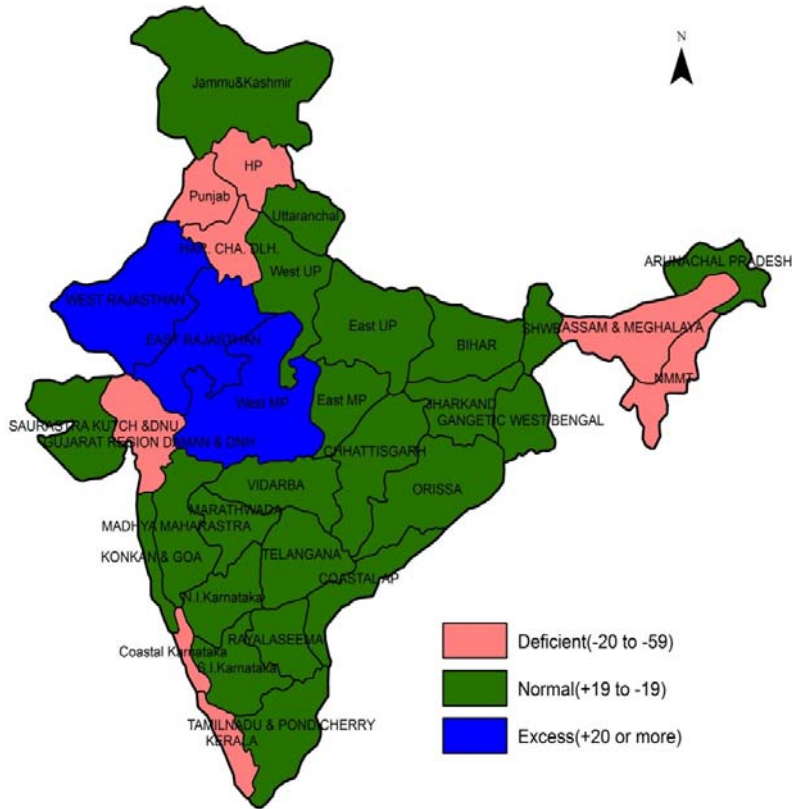 N
Jammu&Kashmir
HP
Punjab
Uttaranchal
HAR. CHA. DLH.
West UP
ARUNACHAL PRADESH
WEST RAJASTHAN
EAST RAJASTHAN
East UP
BIHAR
SHWB
ASSAM & MEGHALAYA
NMMT
West MP
East MP
JHARKAND
GANGETIC WEST BENGAL
SAURASTRA KUTCH &DNU
GUJARAT REGION DAMAN & DNH
CHHATTISGARH
VIDARBA
ORISSA
MARATHWADA
MADHYA MAHARASTRA
KONKAN & GOA
TELANGANA
COASTAL AP
N.I.Karnataka
RAYALASEEMA
Coastal Karnataka
S.I.Karnataka
TAMILNADU & PONDICHERRY
KERALA
Deficient(-20 to -59)
Normal(+19 to -19)
Excess(+20 or more)